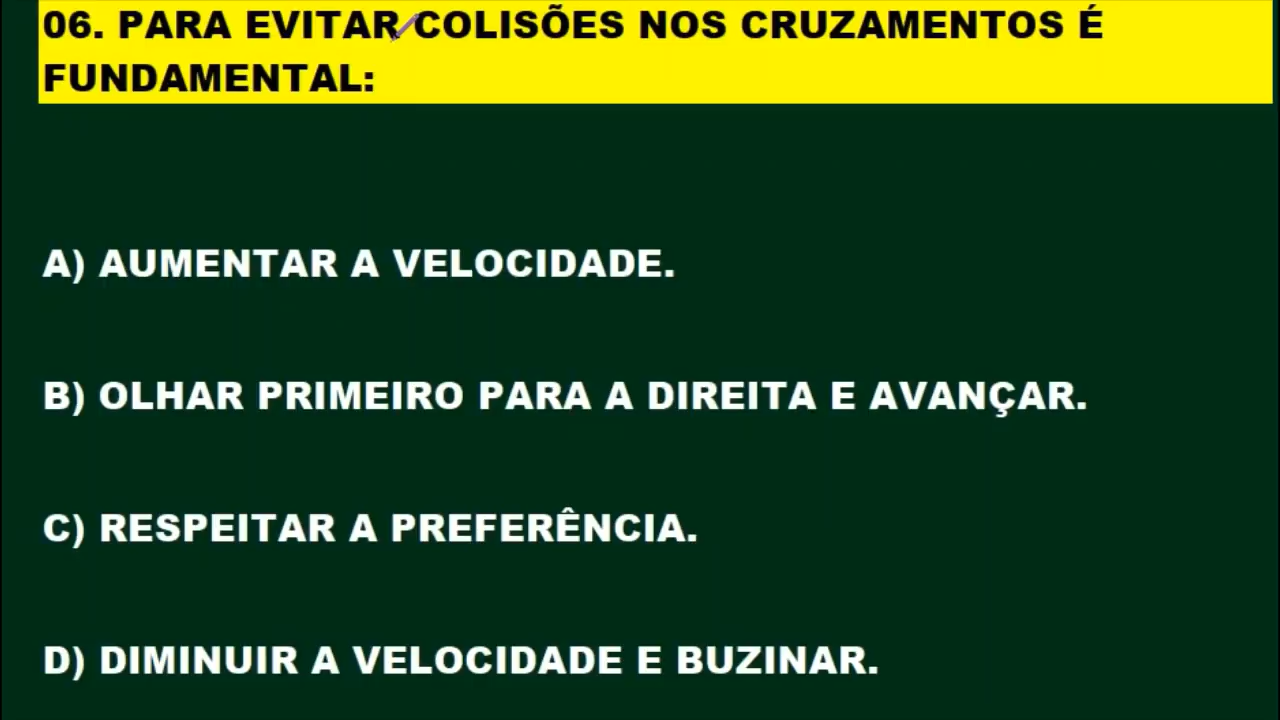 06. PARA EVITAR COLISÕES NOS CRUZAMENTOS É
FUNDAMENTAL:
A) AUMENTAR A VELOCIDADE.
B) OLHAR PRIMEIRO PARA A DIREITA E AVANÇAR.
C) RESPEITAR A PREFERÊNCIA.
D) DIMINUIR A VELOCIDADE E BUZINAR.